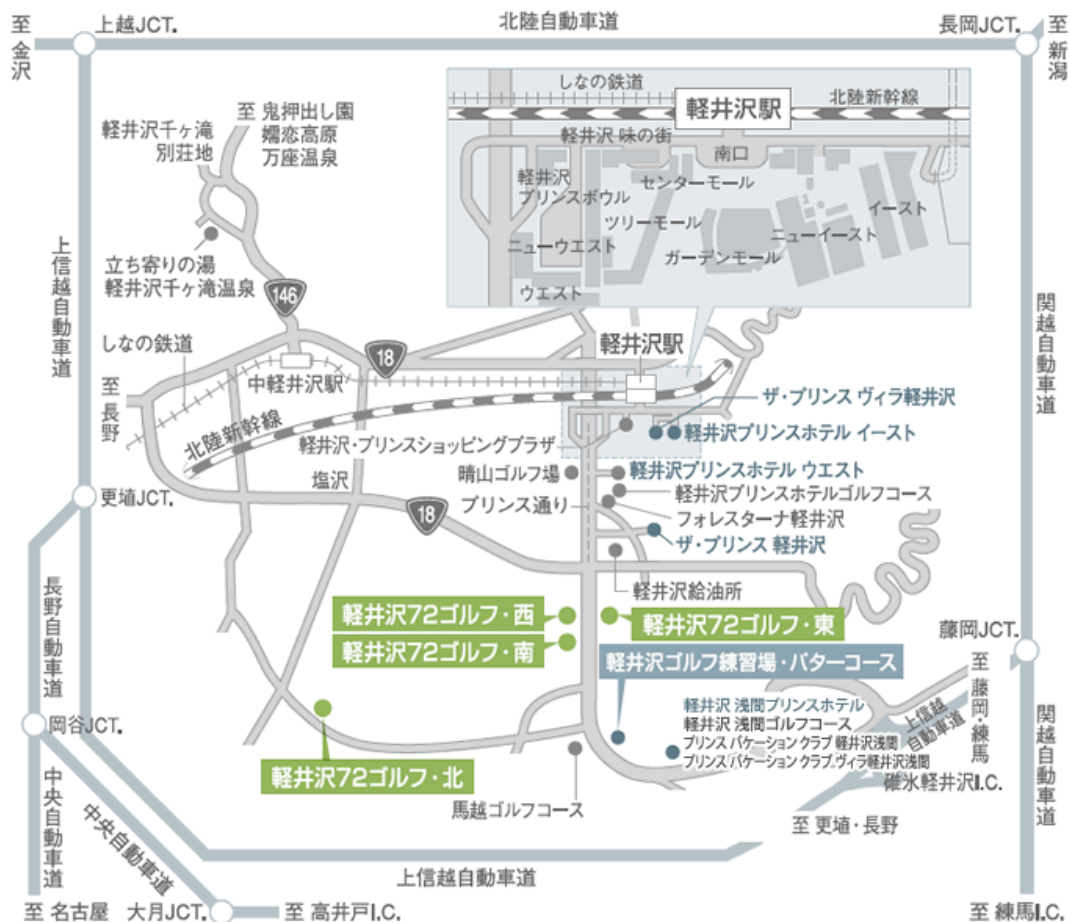 至 金沢
上越JCT.
北陸自動車道
長岡JCT.
至 新潟
しなの鉄道
軽井沢駅
北陸新幹線
軽井沢 味の街
南口
軽井沢
プリンスボウル
センターモール
ツリーモール
イースト
ニューウエスト
ニューイースト
ガーデンモール
ウエスト
至 鬼押出し園
嬬恋高原
万座温泉
軽井沢千ヶ滝
別荘地
立ち寄りの湯
軽井沢千ヶ滝温泉
上信越自動車道
関越自動車道
146
しなの鉄道
18
軽井沢駅
中軽井沢駅
至 長野
北陸新幹線
ザ・プリンス ヴィラ軽井沢
軽井沢プリンスホテル イースト
軽井沢・プリンスショッピングプラザ
晴山ゴルフ場
軽井沢プリンスホテル ウエスト
塩沢
軽井沢プリンスホテルゴルフコース
プリンス通り
フォレスターナ軽井沢
18
ザ・プリンス 軽井沢
更埴JCT.
軽井沢給油所
長野自動車道
軽井沢72ゴルフ・西
軽井沢72ゴルフ・東
軽井沢72ゴルフ・南
軽井沢ゴルフ練習場・パターコース
藤岡JCT.
至 藤岡・練馬
軽井沢 浅間プリンスホテル
軽井沢 浅間ゴルフコース
プリンス バケーション クラブ 軽井沢浅間
プリンス バケーション クラブ ヴィラ軽井沢浅間
上信越
自動車道
岡谷JCT.
軽井沢72ゴルフ・北
碓氷軽井沢I.C.
関越自動車道
馬越ゴルフコース
至 更埴・長野
中央自動車道
中央自動車道
上信越自動車道
至 名古屋
大月JCT.
至 高井戸I.C.
至 練馬I.C.